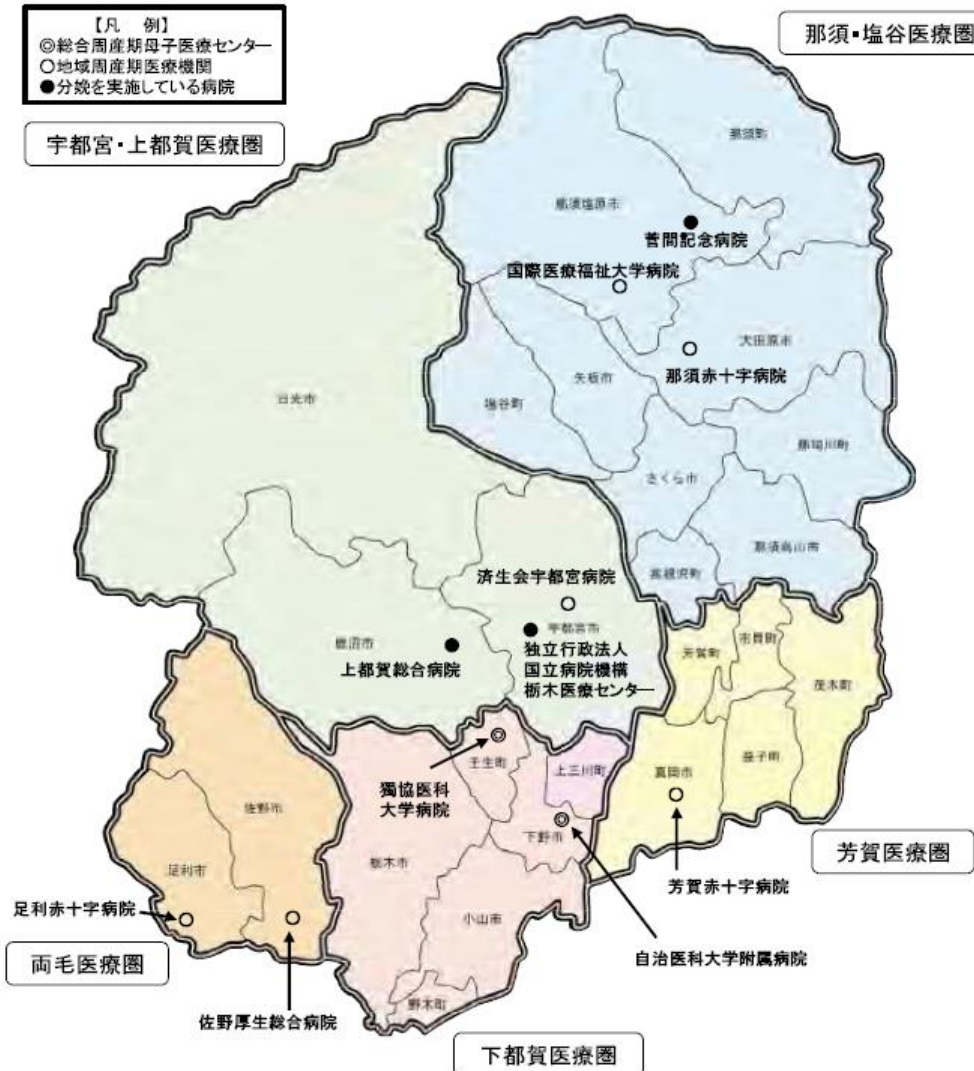 【凡　例】
◎総合周産期母子医療センター
○地域周産期医療機関
●分娩を実施している病院
那須・塩谷医療圏
宇都宮・上都賀医療圏
那須町
那須塩原市
菅間記念病院
国際医療福祉大学病院
大田原市
那須赤十字病院
矢板市
日光市
塩谷町
那珂川町
さくら市
那須烏山市
高根沢町
済生会宇都宮病院
宇都宮市
鹿沼市
上都賀総合病院
独立行政法人
国立病院機構
栃木医療センター
芳賀町
市貝町
茂木町
壬生町
上三川町
益子町
真岡市
獨協医科
大学病院
佐野市
下野市
栃木市
足利市
芳賀医療圏
芳賀赤十字病院
足利赤十字病院
小山市
自治医科大学附属病院
両毛医療圏
野木町
佐野厚生総合病院
下都賀医療圏